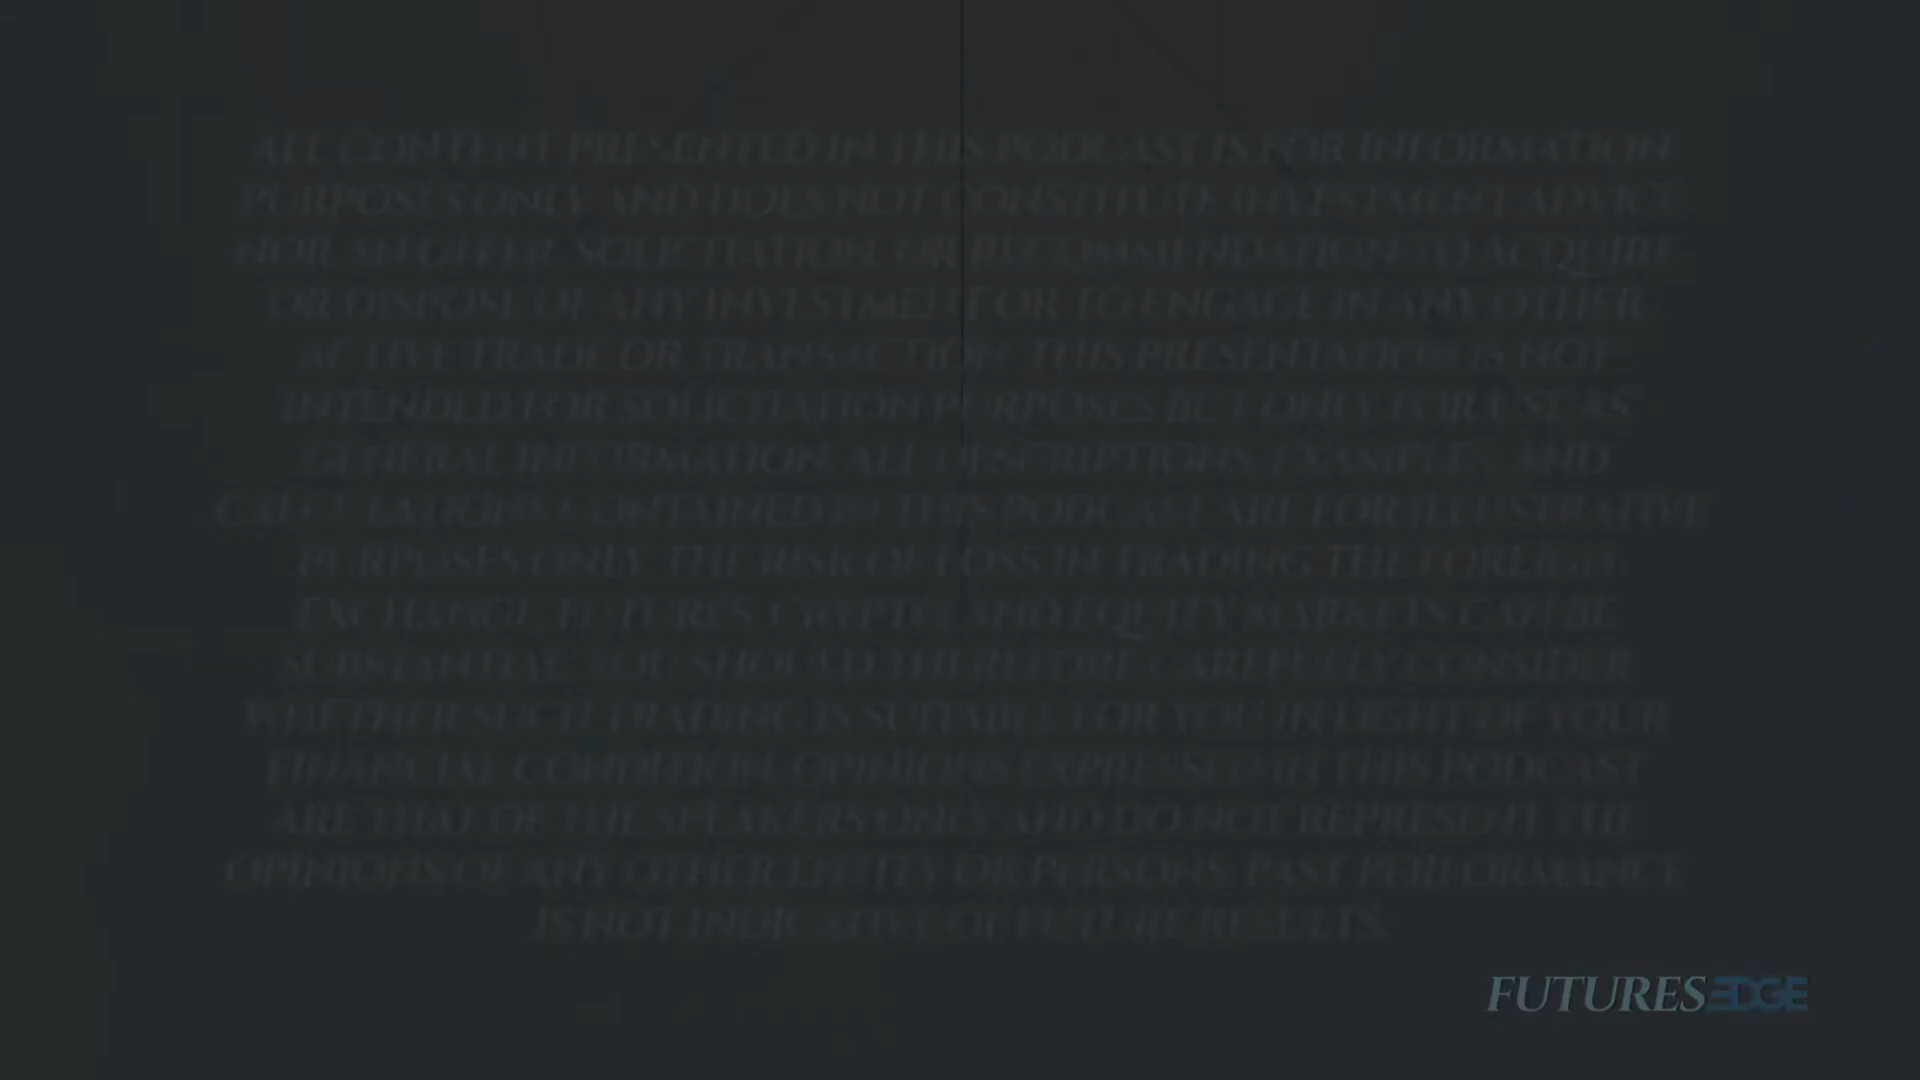 ALL CONTENT PRESENTED IN THIS PODCAST IS FOR INFORMATION
PURPOSES ONLY AND DOES NOT CONSTITUTE INVESTMENT ADVICE
NOR AN OFFER, SOLICITATION, OR RECOMMENDATION TO ACQUIRE
OR DISPOSE OF ANY INVESTMENT OR TO ENGAGE IN ANY OTHER
ACTIVE TRADE OR TRANSACTION. THIS PRESENTATION IS NOT
INTENDED FOR SOLICITATION PURPOSES BUT ONLY FOR USE AS
GENERAL INFORMATION. ALL DESCRIPTIONS, EXAMPLES, AND
CALCULATIONS CONTAINED IN THIS PODCAST ARE FOR ILLUSTRATIVE
PURPOSES ONLY. THE RISK OF LOSS IN TRADING THE FOREIGN
EXCHANGE, FUTURES, CRYPTO, AND EQUITY MARKETS CAN BE
SUBSTANTIAL. YOU SHOULD THEREFORE CAREFULLY CONSIDER
WHETHER SUCH TRADING IS SUITABLE FOR YOU IN LIGHT OF YOUR
FINANCIAL CONDITION. OPINIONS EXPRESSED IN THIS PODCAST
ARE THAT OF THE SPEAKERS ONLY AND DO NOT REPRESENT THE
OPINIONS OF ANY OTHER ENTITY OR PERSONS. PAST PERFORMANCE
IS NOT INDICATIVE OF FUTURE RESULTS.
FUTURES EDGE